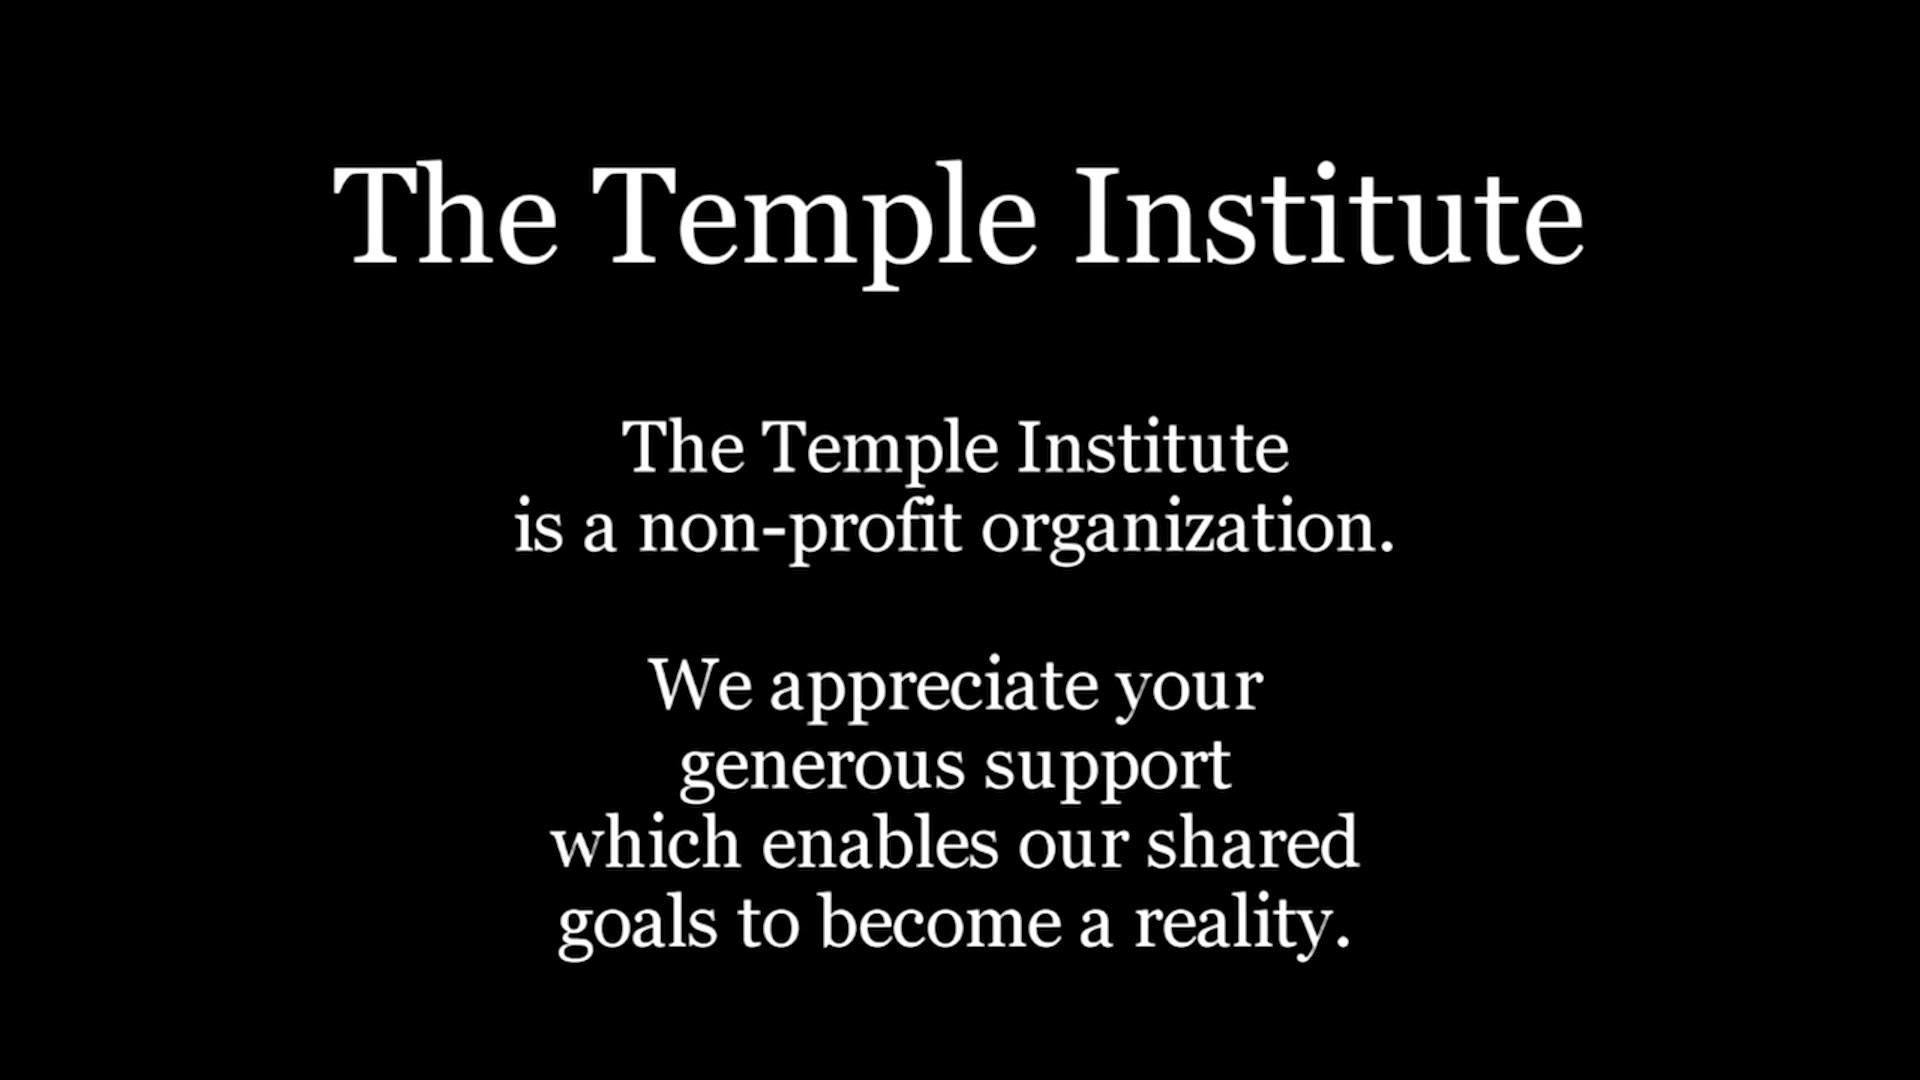 The Temple Institute
The Temple Institute
is a non-profit organization.
We appreciate your
generous support
which enables our shared
goals to become a reality.